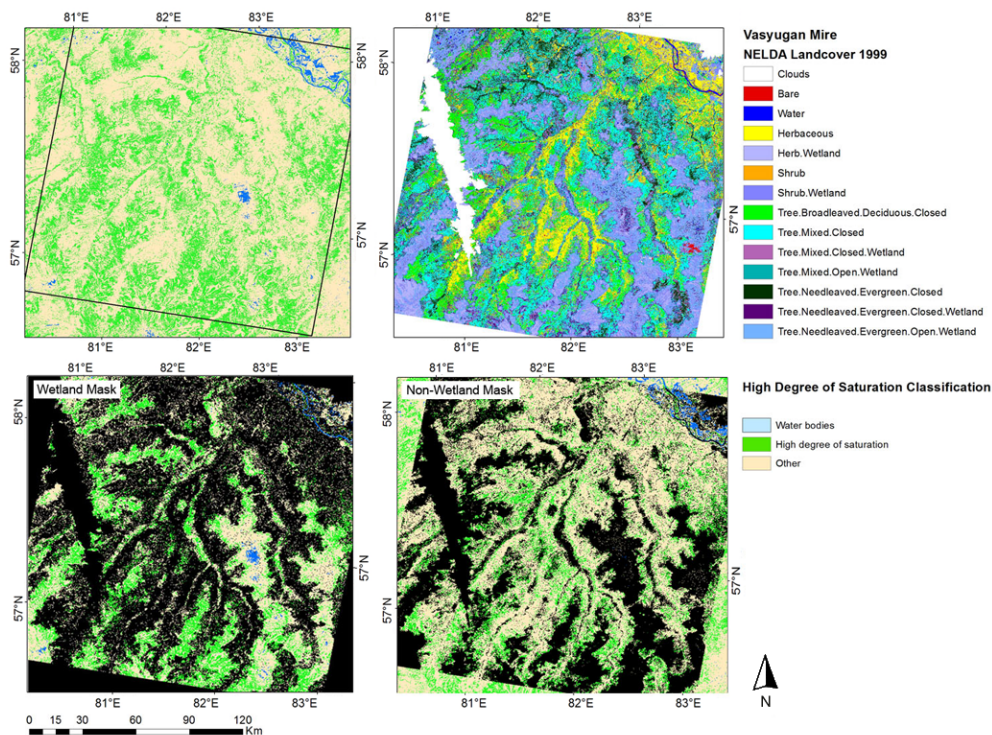 81°E 82°E 83°E
81°E 82°E 83°E
58°N
57°N
58°N
57°N
57°N
81°E 82°E 83°E
81°E 82°E 83°E
Vasyugan Mire
NELDA Landcover 1999
Clouds
Bare
Water
Herbaceous
Herb.Wetland
Shrub
Shrub.Wetland
Tree.Broadleaved.Deciduous.Closed
Tree.Mixed.Closed
Tree.Mixed.Closed.Wetland
Tree.Mixed.Open.Wetland
Tree.Needleaved.Evergreen.Closed
Tree.Needleaved.Evergreen.Closed.Wetland
Tree.Needleaved.Evergreen.Open.Wetland
81°E 82°E 83°E
81°E 82°E 83°E
Wetland Mask
Non-Wetland Mask
58°N
57°N
57°N
58°N
57°N
57°N
81°E 82°E 83°E
81°E 82°E 83°E
High Degree of Saturation Classification
Water bodies
High degree of saturation
Other
0 15 30 60 90 120
Km
N